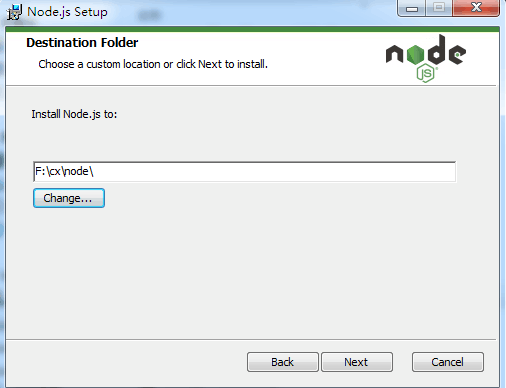 Node.js Setup
Destination Folder
Choose a custom location or click Next to install.
node
JS
Install Node.js to:
F:\cx\node\
Change...
Back
Next
Cancel